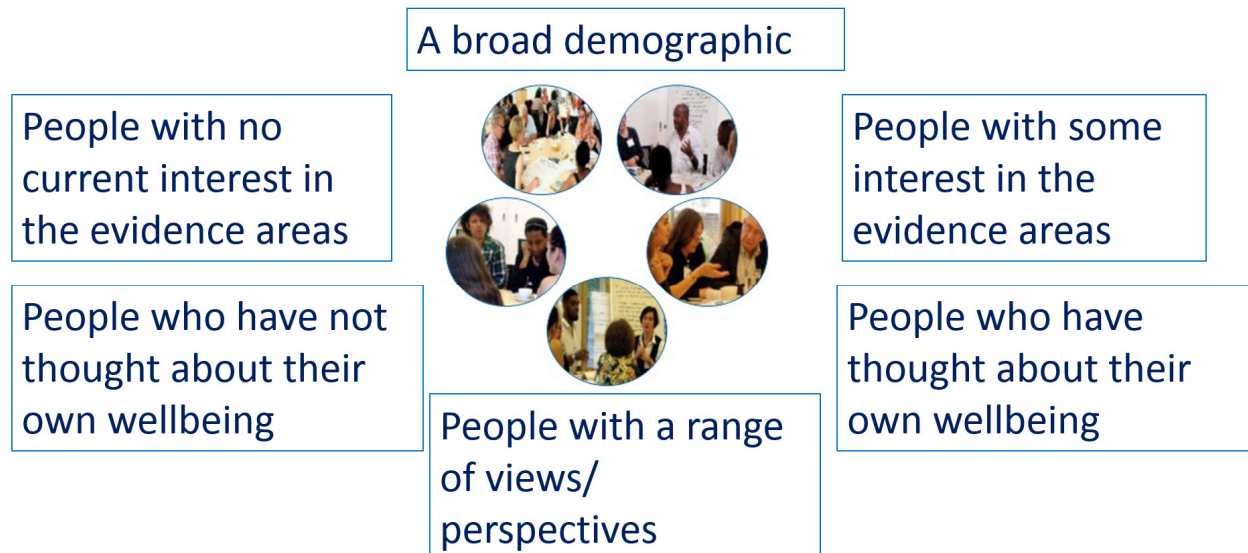 A broad demographic
People with no
current interest in
the evidence areas
People with some
interest in the
evidence areas
People who have not
thought about their
own wellbeing
People who have
thought about their
own wellbeing
People with a range
of views/
perspectives